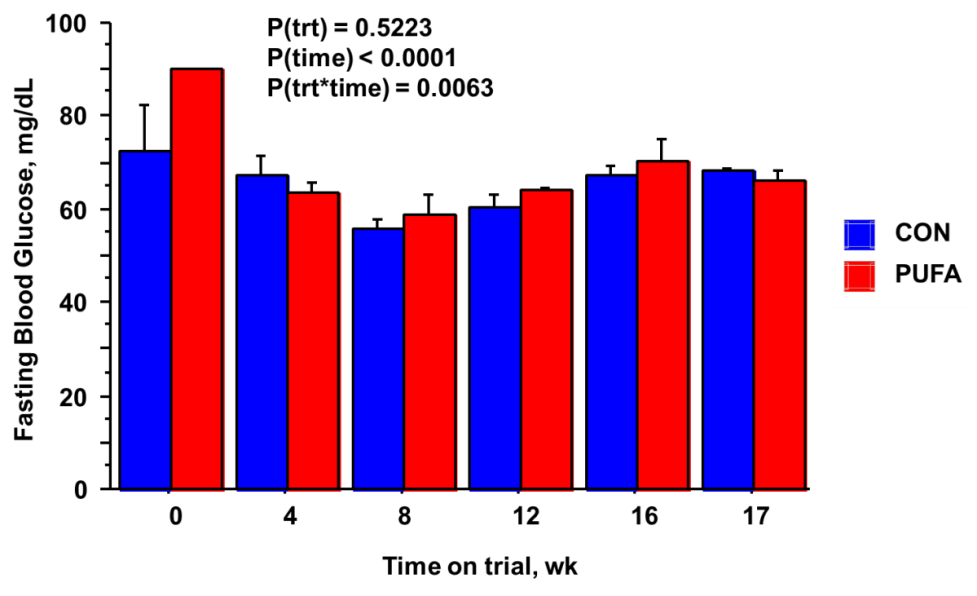 P(trt) = 0.5223
P(time) < 0.0001
P(trt*time) = 0.0063
Fasting Blood Glucose, mg/dL
100
80
60
40
20
0
0 4 8 12 16 17
Time on trial, wk
CON
PUFA